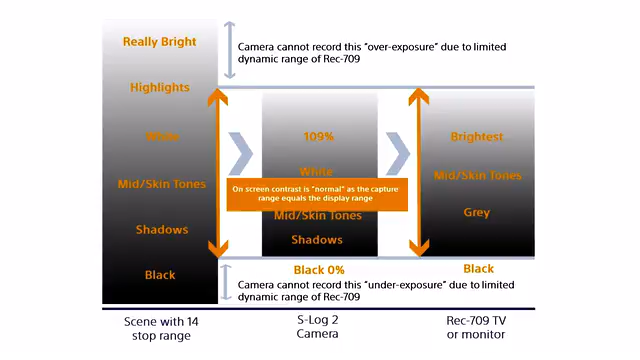 Really Bright
Camera cannot record this “over-exposure” due to limited
dynamic range of Rec-709
Highlights
White
109%
Brightest
White
Mid/Skin Tones
Mid/Skin Tones
On screen contrast is “normal” as the capture
range equals the display range
Mid/Skin Tones
Grey
Shadows
Shadows
Black
Black 0%
Black
Camera cannot record this “under-exposure” due to limited
dynamic range of Rec-709
Scene with 14
stop range
S-Log 2
Camera
Rec-709 TV
or monitor